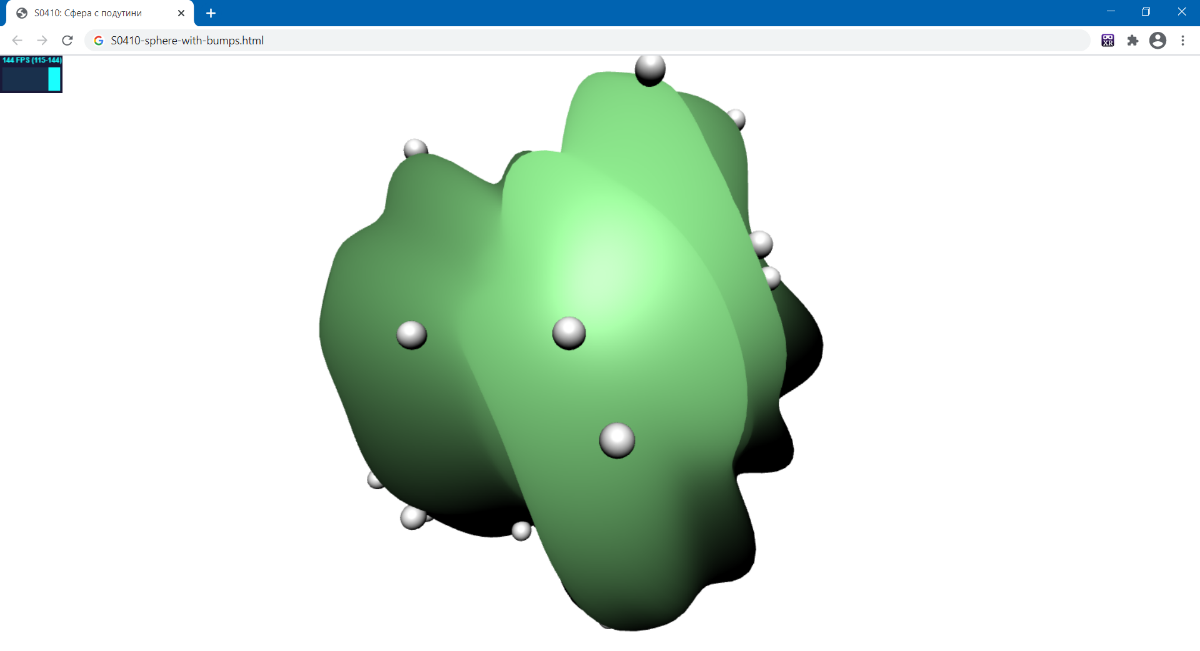 S0410: Сфера с подутини
S0410-sphere-with-bumps.html
144 FPS (115-144)